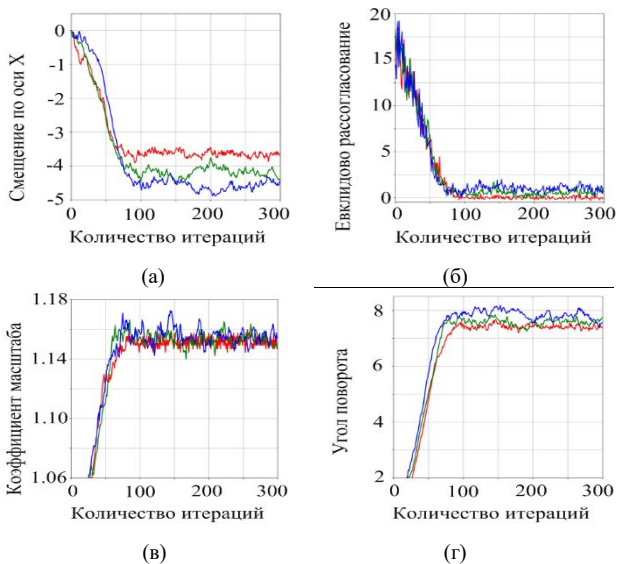 Смещение по оси X
0
-1
-2
-3
-4
-5
0
100
200
300
Количество итераций
(а)
Евклидово рассогласование
20
15
10
5
0
0
100
200
300
Количество итераций
(б)
Коэффициент масштаба
1.18
1.14
1.10
1.06
0
100
200
300
Количество итераций
(в)
Угол поворота
8
6
4
2
0
100
200
300
Количество итераций
(г)